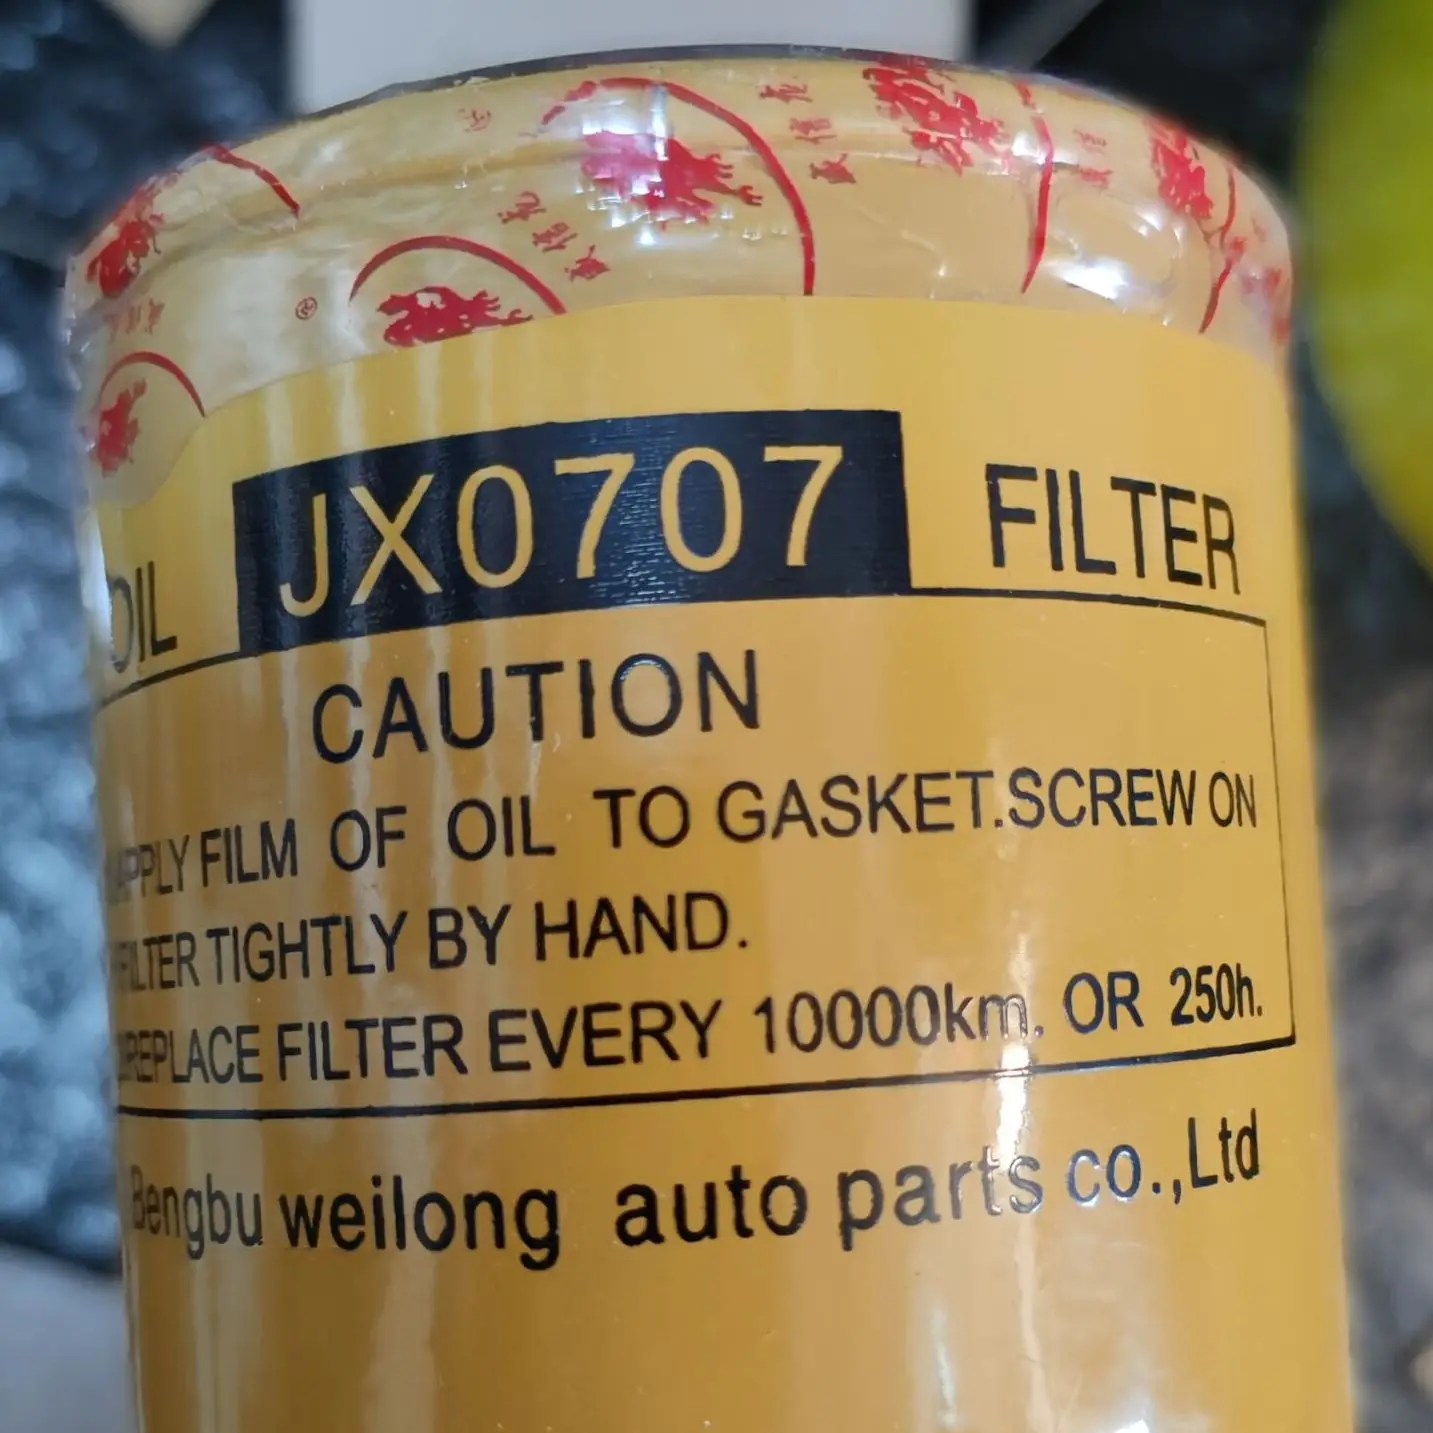 OIL JX0707 FILTER
CAUTION
APPLY FILM OF OIL TO GASKET.SCREW ON
FILTER TIGHTLY BY HAND.
REPLACE FILTER EVERY 10000km. OR 250h.
Bengbu weilong auto parts co.,Ltd